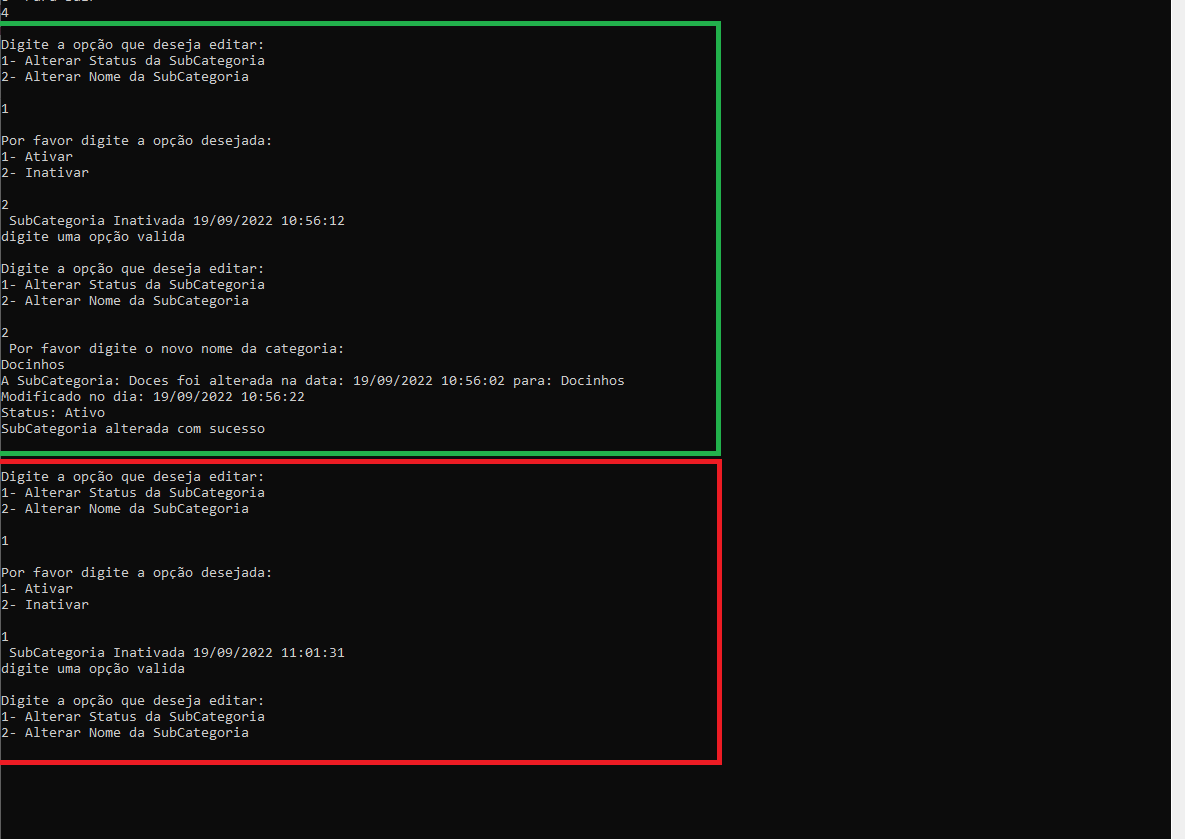 4
Digite a opção que deseja editar:
1- Alterar Status da SubCategoria
2- Alterar Nome da SubCategoria
1
Por favor digite a opção desejada:
1- Ativar
2- Inativar
2
SubCategoria Inativada 19/09/2022 10:56:12
digite uma opção valida
Digite a opção que deseja editar:
1- Alterar Status da SubCategoria
2- Alterar Nome da SubCategoria
2
Por favor digite o novo nome da categoria:
Docinhos
A SubCategoria: Doces foi alterada na data: 19/09/2022 10:56:02 para: Docinhos
Modificado no dia: 19/09/2022 10:56:22
Status: Ativo
SubCategoria alterada com sucesso
Digite a opção que deseja editar:
1- Alterar Status da SubCategoria
2- Alterar Nome da SubCategoria
1
Por favor digite a opção desejada:
1- Ativar
2- Inativar
1
SubCategoria Inativada 19/09/2022 11:01:31
digite uma opção valida
Digite a opção que deseja editar:
1- Alterar Status da SubCategoria
2- Alterar Nome da SubCategoria